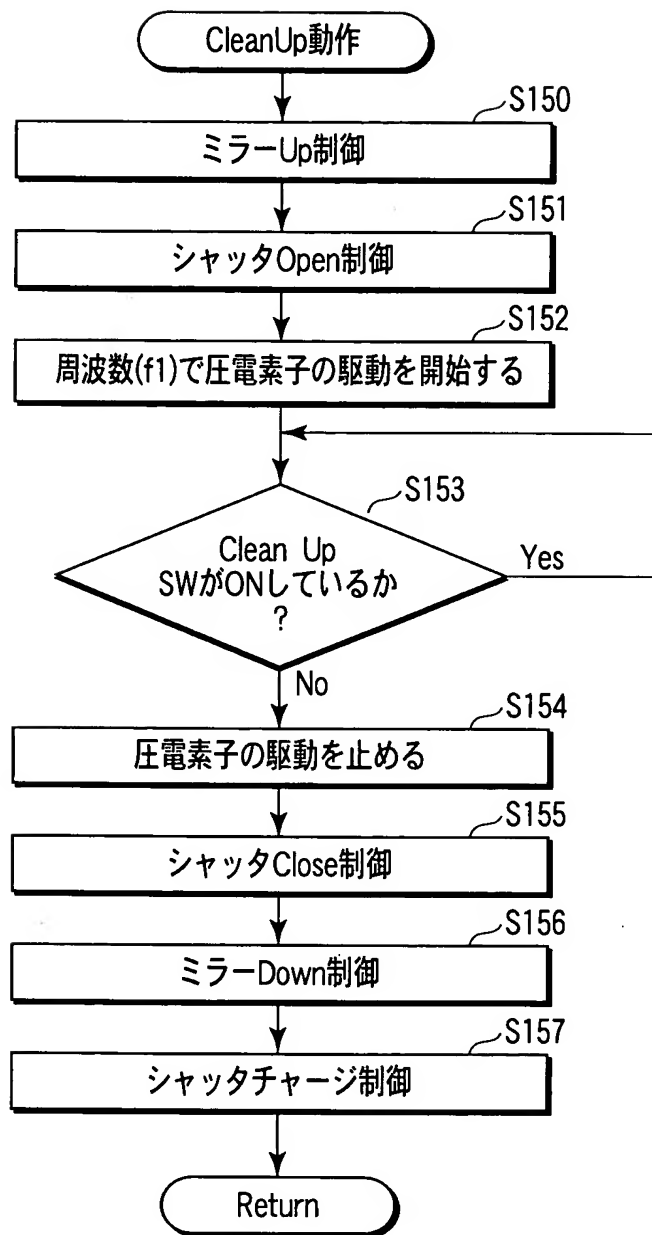 CleanUp動作
S150
ミラーUp制御
S151
シャッタOpen制御
S152
周波数(f1)で圧電素子の駆動を開始する
S153
Clean Up
SWがONしているか
?
Yes
No
S154
圧電素子の駆動を止める
S155
シャッタClose制御
S156
ミラーDown制御
S157
シャッタチャージ制御
Return